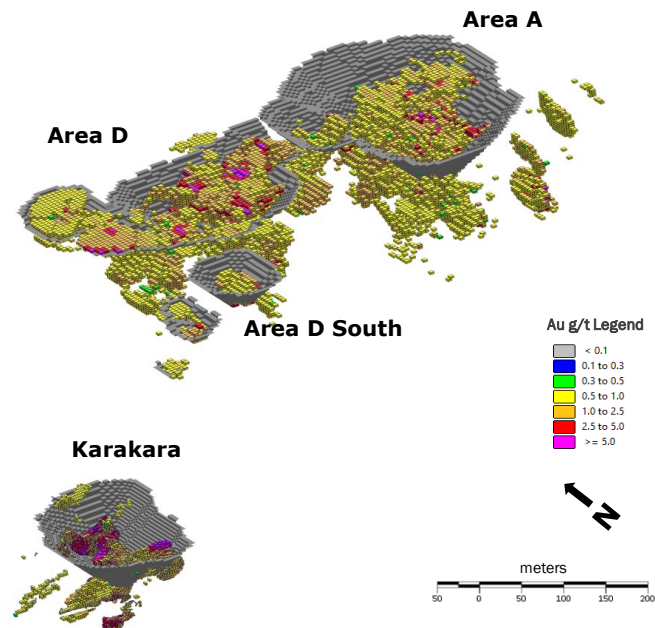 Area A
Area D
Area D South
Au g/t Legend
< 0.1
0.1 to 0.3
0.3 to 0.5
0.5 to 1.0
1.0 to 2.5
2.5 to 5.0
>= 5.0
Karakara
N
meters
50 0 50 100 150 200